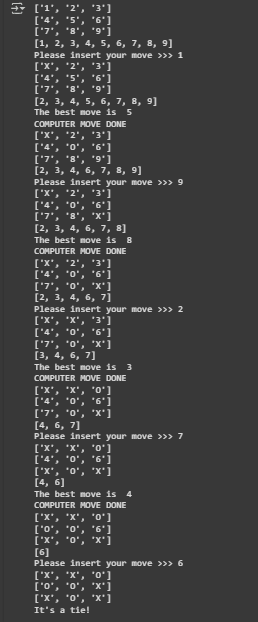 ['1', '2', '3']
['4', '5', '6']
['7', '8', '9']
[1, 2, 3, 4, 5, 6, 7, 8, 9]
Please insert your move >>> 1
['X', '2', '3']
['4', '5', '6']
['7', '8', '9']
[2, 3, 4, 5, 6, 7, 8, 9]
The best move is  5
COMPUTER MOVE DONE
['X', '2', '3']
['4', 'O', '6']
['7', '8', '9']
[2, 3, 4, 6, 7, 8, 9]
Please insert your move >>> 9
['X', '2', '3']
['4', 'O', '6']
['7', '8', 'X']
[2, 3, 4, 6, 7, 8]
The best move is  8
COMPUTER MOVE DONE
['X', '2', '3']
['4', 'O', '6']
['7', 'O', 'X']
[2, 3, 4, 6, 7]
Please insert your move >>> 2
['X', 'X', '3']
['4', 'O', '6']
['7', 'O', 'X']
[3, 4, 6, 7]
The best move is  3
COMPUTER MOVE DONE
['X', 'X', 'O']
['4', 'O', '6']
['7', 'O', 'X']
[4, 6, 7]
Please insert your move >>> 7
['X', 'X', 'O']
['4', 'O', '6']
['X', 'O', 'X']
[4, 6]
The best move is  4
COMPUTER MOVE DONE
['X', 'X', 'O']
['O', 'O', '6']
['X', 'O', 'X']
[6]
Please insert your move >>> 6
['X', 'X', 'O']
['O', 'O', 'X']
['X', 'O', 'X']
It's a tie!